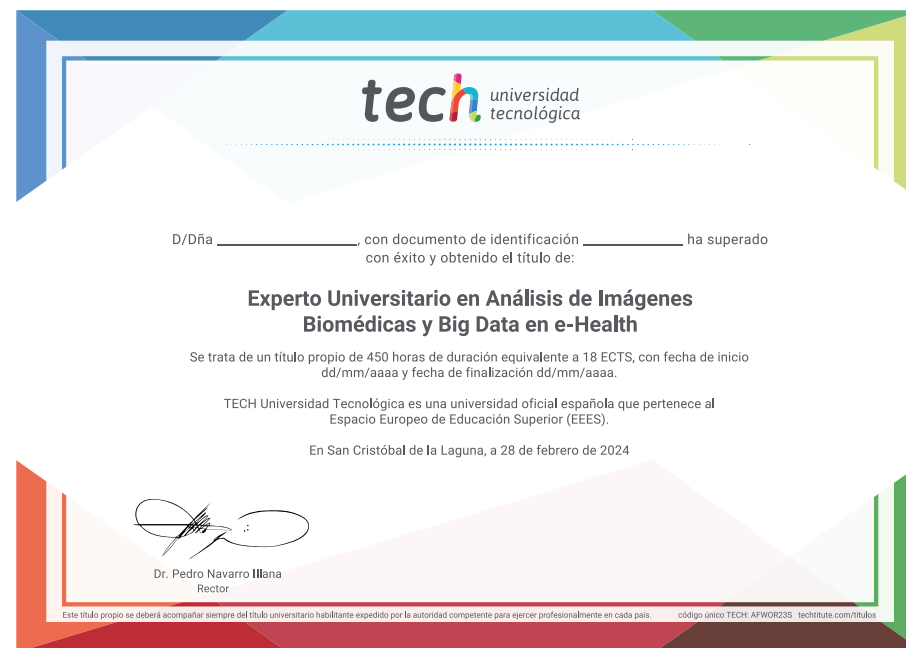 tech universidad
tecnológica
D/Dña ____________________, con documento de identificación ______________ ha superado
con éxito y obtenido el título de:
Experto Universitario en Análisis de Imágenes
Biomédicas y Big Data en e-Health
Se trata de un título propio de 450 horas de duración equivalente a 18 ECTS, con fecha de inicio
dd/mm/aaaa y fecha de finalización dd/mm/aaaa.
TECH Universidad Tecnológica es una universidad oficial española que pertenece al
Espacio Europeo de Educación Superior (EEES).
En San Cristóbal de la Laguna, a 28 de febrero de 2024
Dr. Pedro Navarro Illana
Rector
Este título propio se deberá acompañar siempre del título universitario habilitante expedido por la autoridad competente para ejercer profesionalmente en cada país. código único TECH: AFWOR23S techtitute.com/titulos